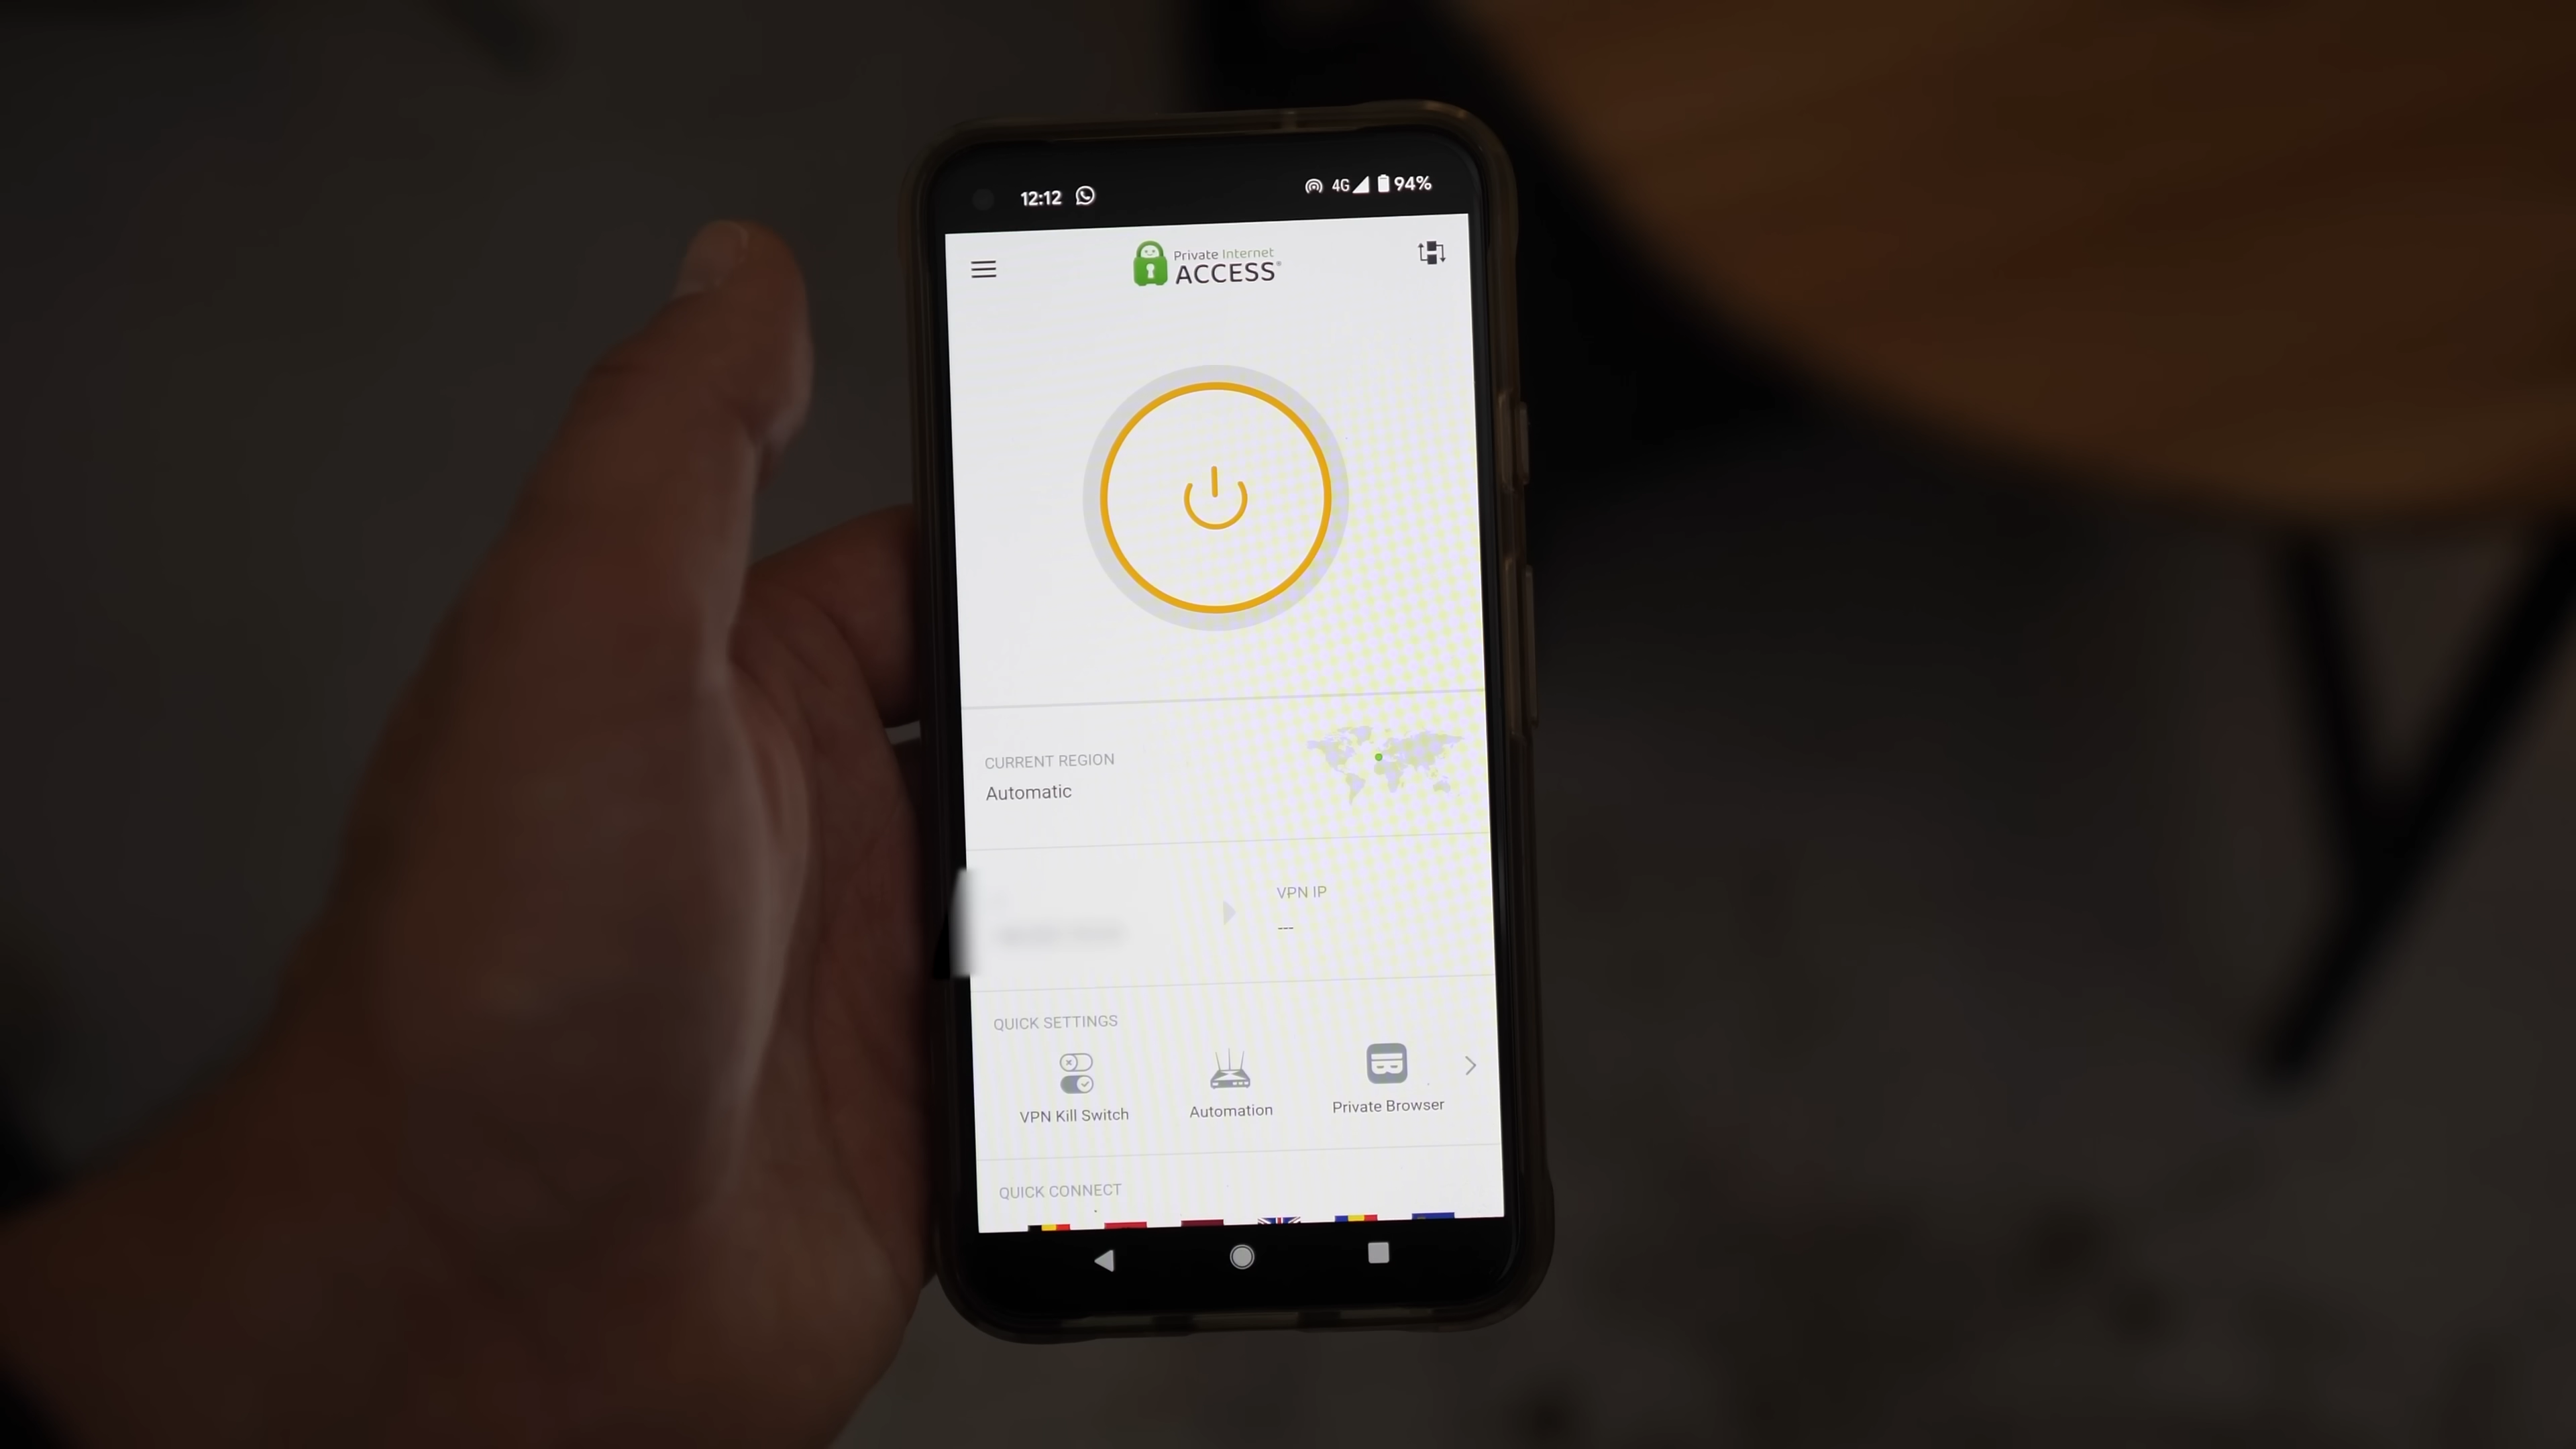 12:12
4G 94%
Private Internet
ACCESS®
CURRENT REGION
Automatic
VPN IP
---
QUICK SETTINGS
VPN Kill Switch
Automation
Private Browser
QUICK CONNECT